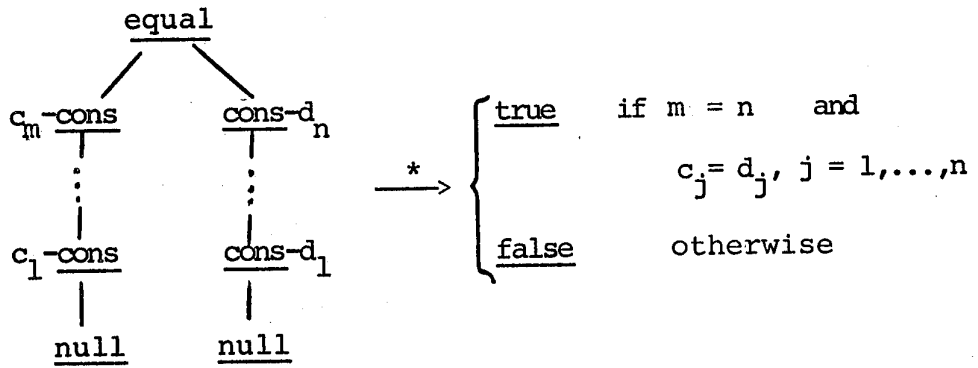 equal
c_m-cons cons-d_n
* true if m = n and
c_j= d_j, j = 1,...,n
c_1-cons cons-d_1 false otherwise
null null